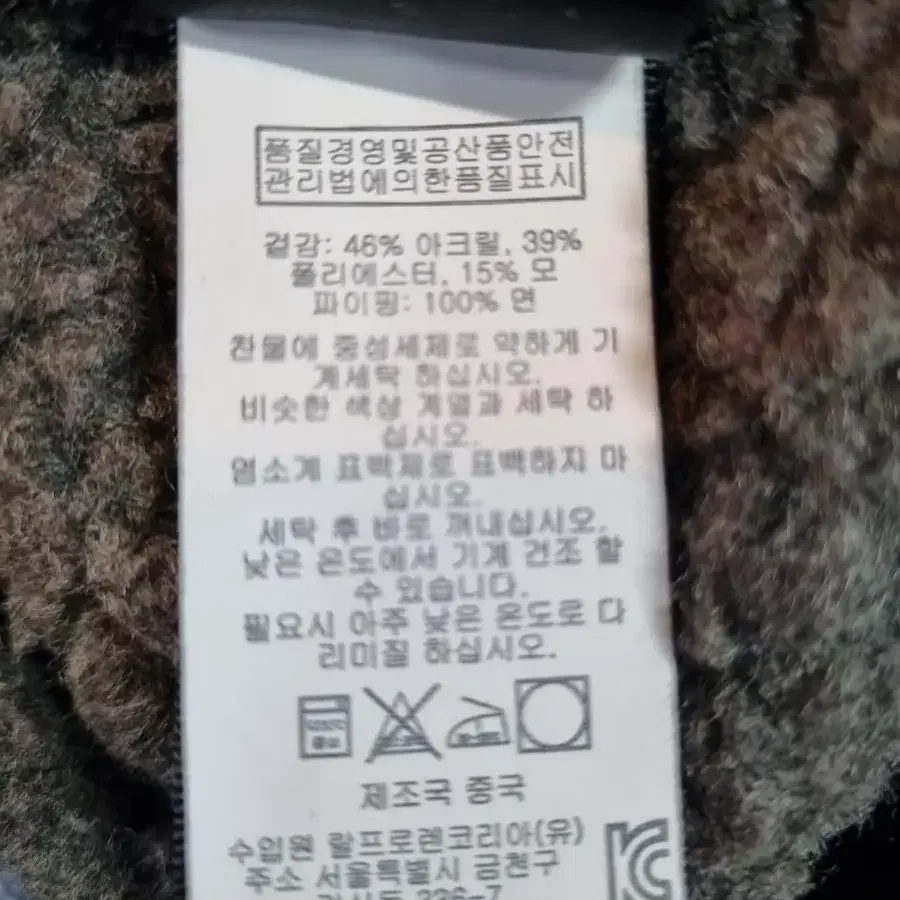 품질경영및공산품안전
관리법에의한품질표시
겉감: 46% 아크릴, 39%
폴리에스터, 15% 모
파이핑: 100% 면
찬물에 중성세제로 약하게 기
계세탁 하십시오.
비슷한 색상 계열과 세탁 하
십시오.
염소계 표백제로 표백하지 마
십시오.
세탁 후 바로 꺼내십시오.
낮은 온도에서 기계 건조 할
수 있습니다.
필요시 아주 낮은 온도로 다
리미질 하십시오.
제조국 중국
수입원 랄프로렌코리아(유)
주소 서울특별시 금천구